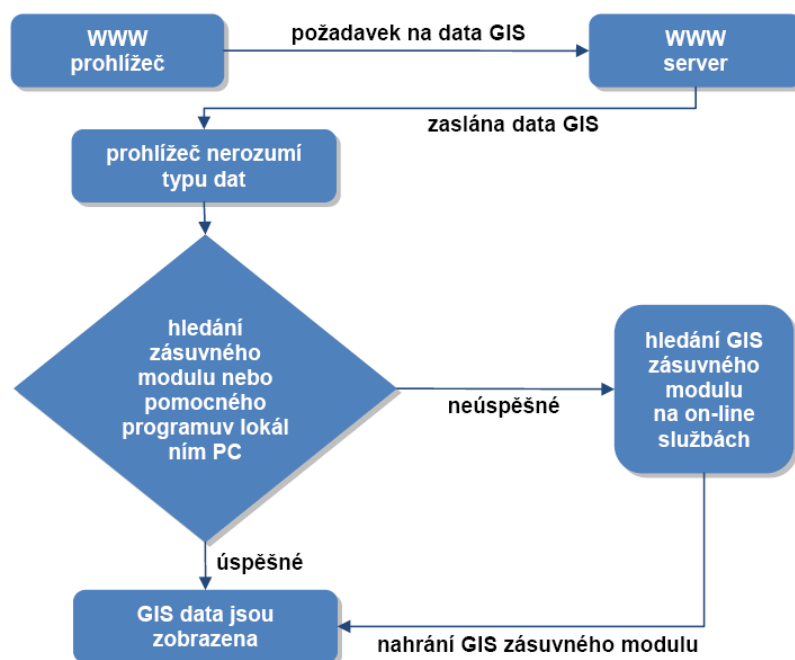 WWW
prohlížeč
požadavek na data GIS
WWW
server
zaslána data GIS
prohlížeč nerozumí
typu dat
hledání
zásuvného
modulu nebo
pomocného
programuv lokál
ním PC
neúspěšné
hledání GIS
zásuvného
modulu
na on-line
službách
úspěšné
GIS data jsou
zobrazena
nahrání GIS zásuvného modulu